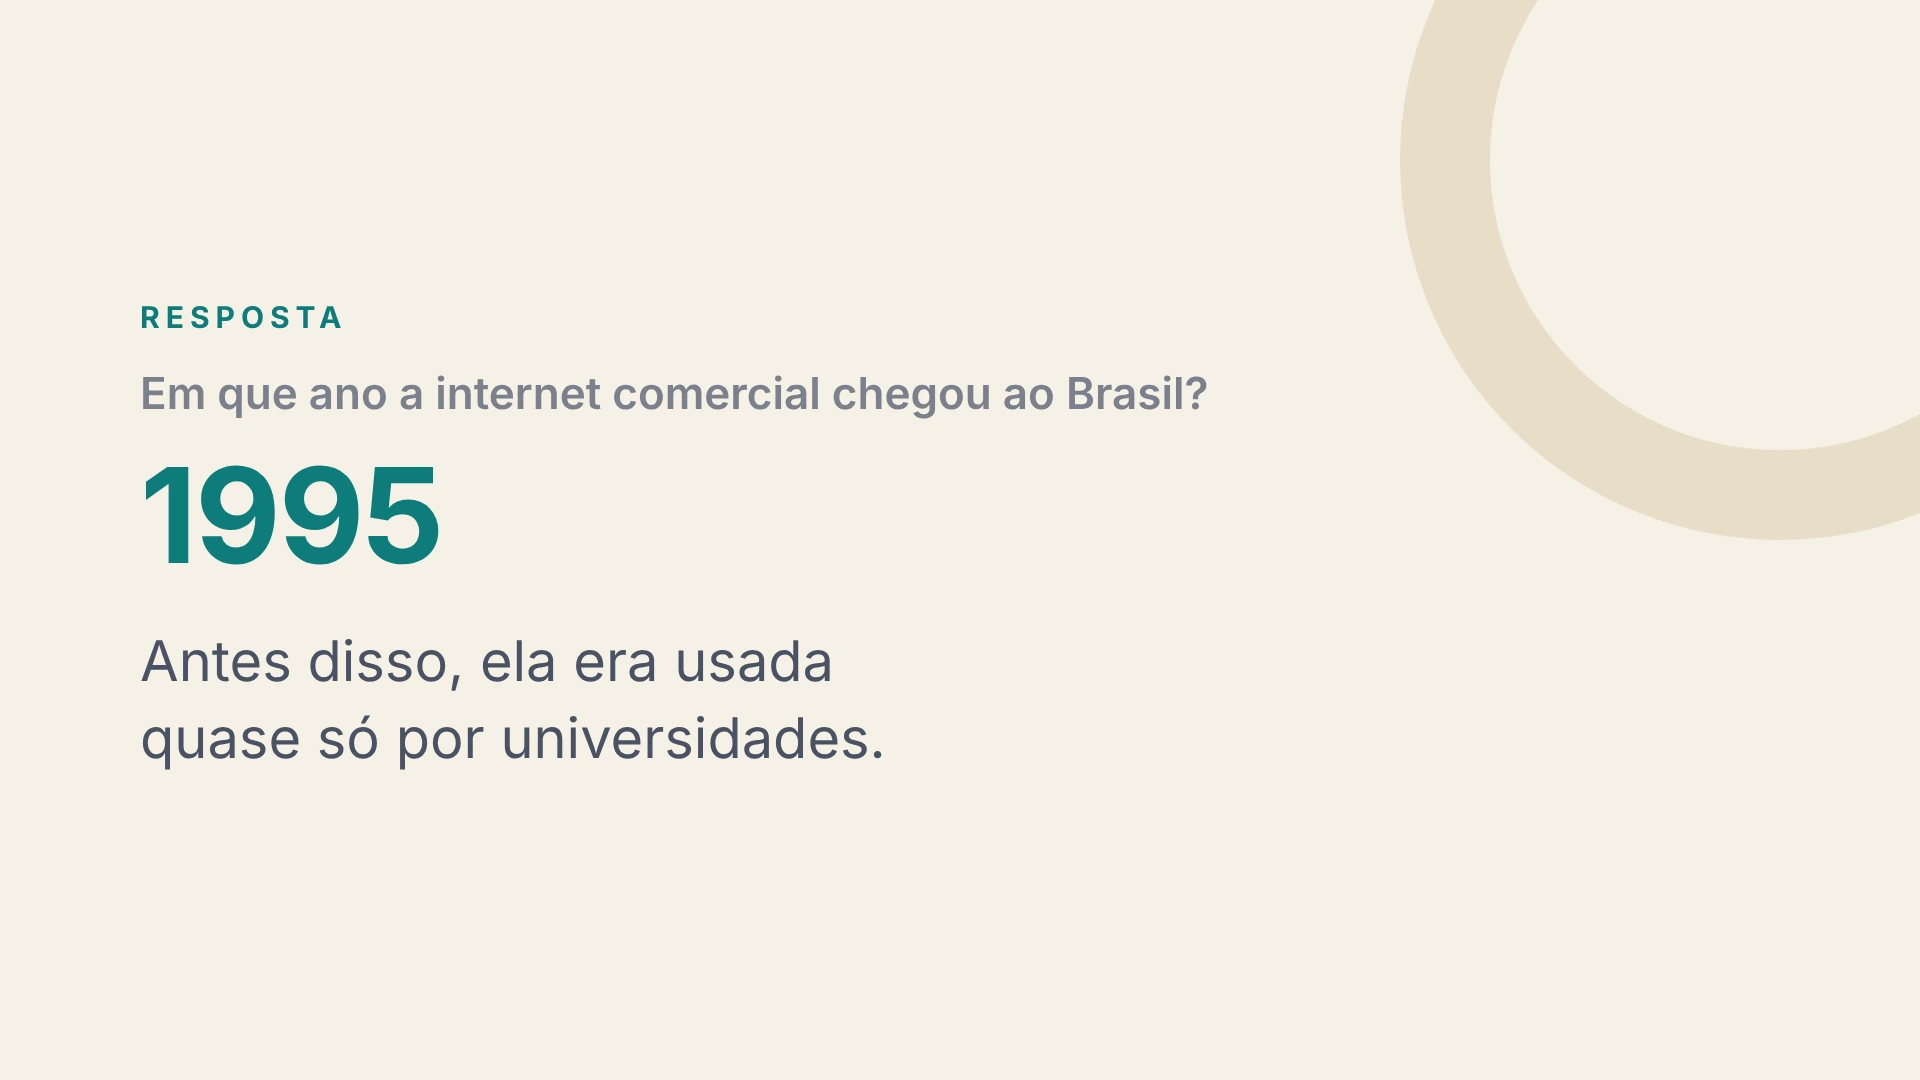 RESPOSTA
Em que ano a internet comercial chegou ao Brasil?
1995
Antes disso, ela era usada
quase só por universidades.